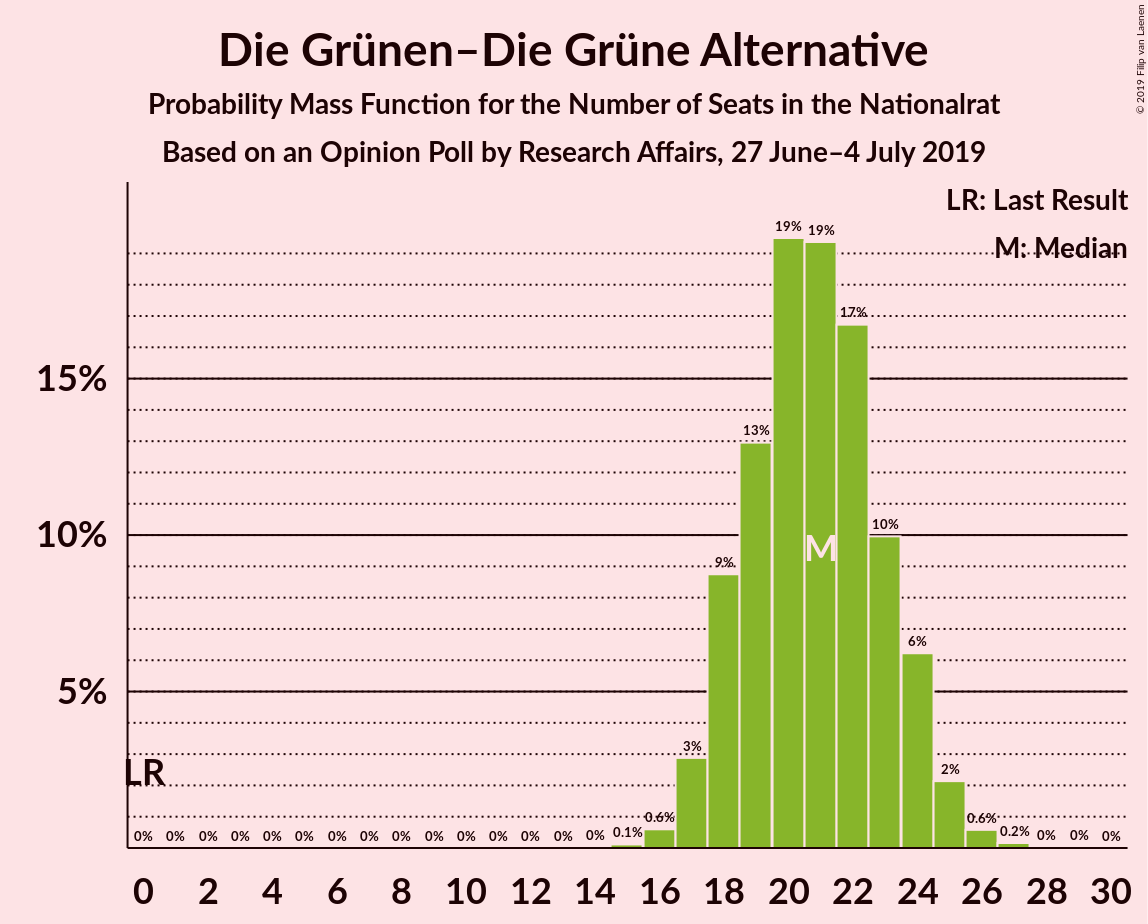 Die Grünen–Die Grüne Alternative
Probability Mass Function for the Number of Seats in the Nationalrat
Based on an Opinion Poll by Research Affairs, 27 June–4 July 2019
© 2019 Filip van Laenen
LR: Last Result
M: Median
19% 19%
17%
15%
13%
10%
10%
M
9%
6%
5%
3%
2%
LR
0% 0% 0% 0% 0% 0% 0% 0% 0% 0% 0% 0% 0% 0% 0% 0.1% 0.6% 0.6% 0.2% 0% 0% 0%
0 2 4 6 8 10 12 14 16 18 20 22 24 26 28 30